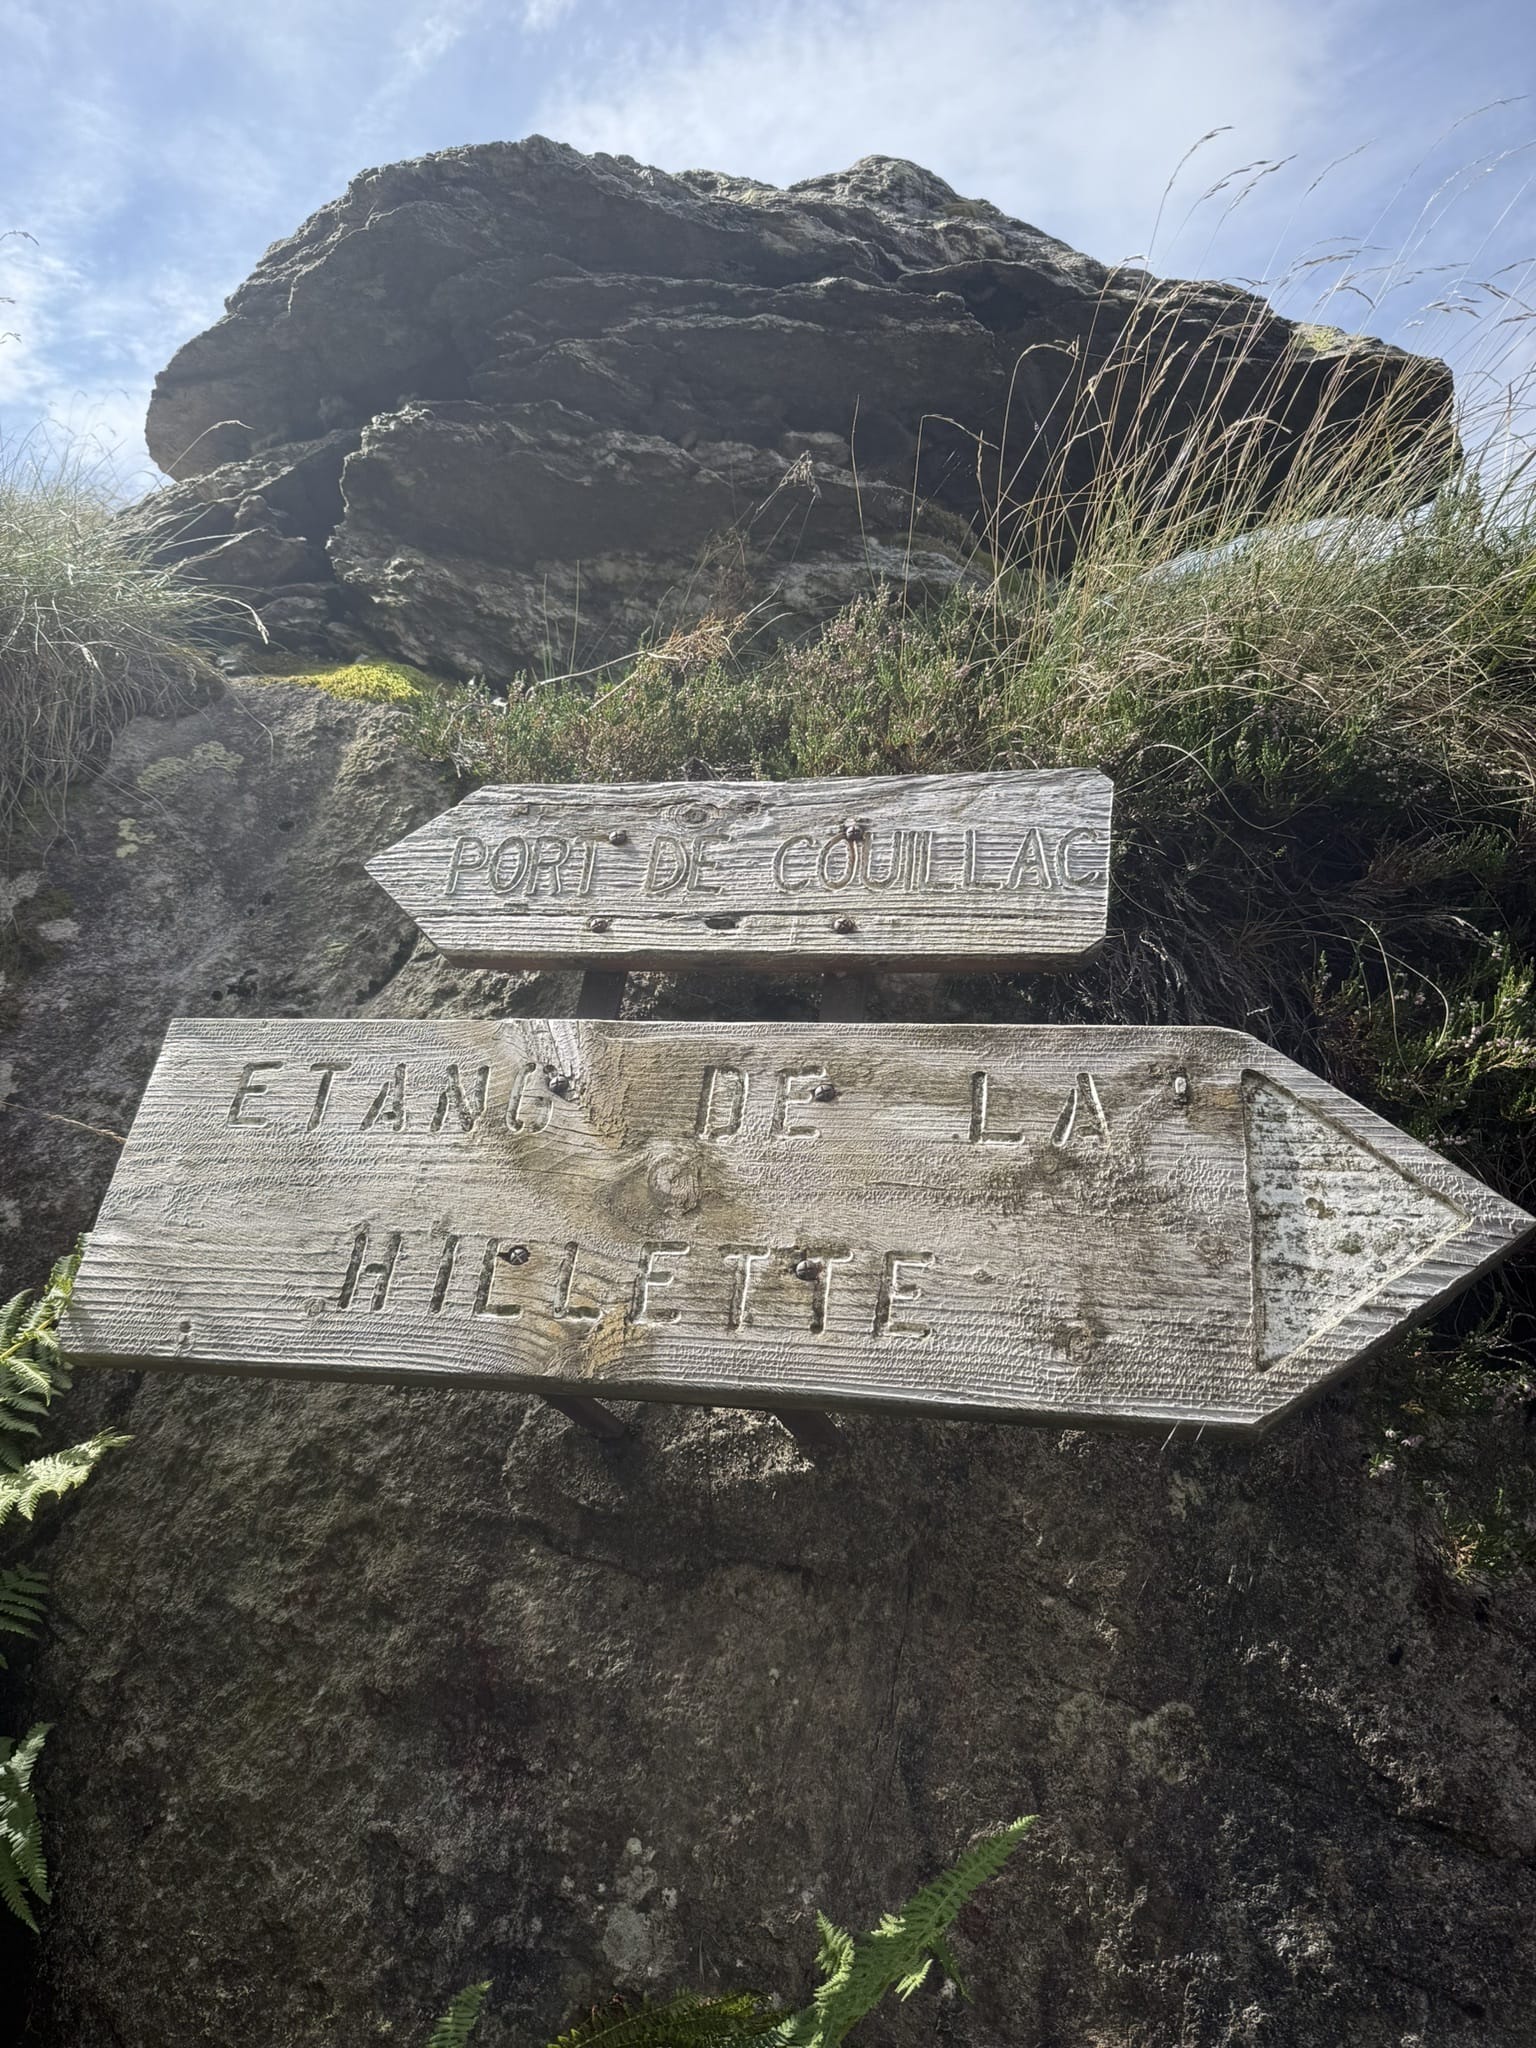 PORT DE COUILLAC
ETANG DE LA
HILLETTE